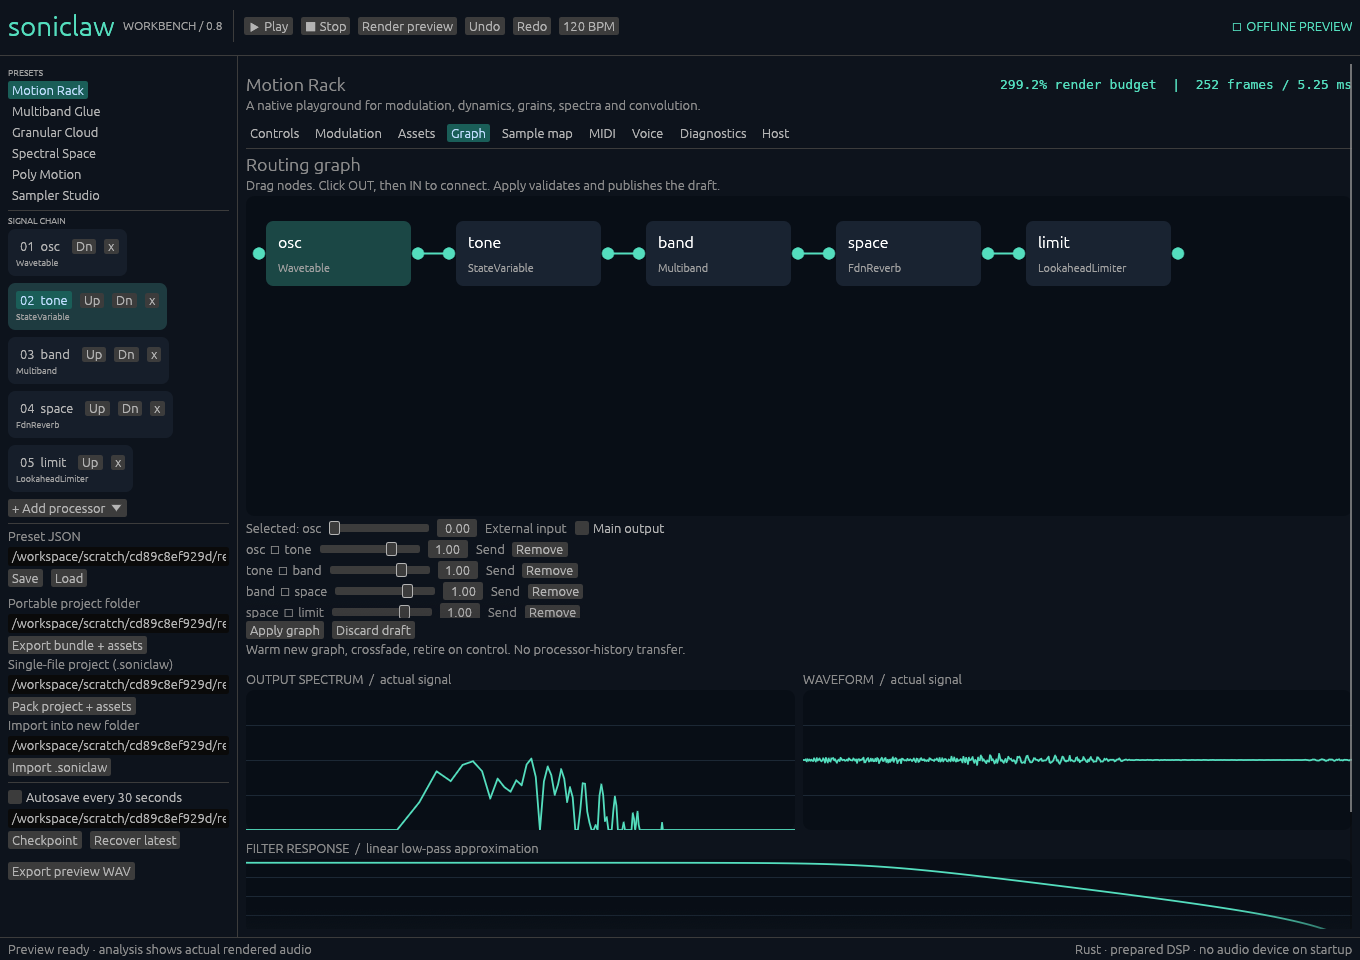 soniclaw WORKBENCH / 0.8 ▶ Play ■ Stop Render preview Undo Redo 120 BPM □ OFFLINE PREVIEW
PRESETS
Motion Rack
Multiband Glue
Granular Cloud
Spectral Space
Poly Motion
Sampler Studio
SIGNAL CHAIN
01 osc Dn x
Wavetable
02 tone Up Dn x
StateVariable
03 band Up Dn x
Multiband
04 space Up Dn x
FdnReverb
05 limit Up x
LookaheadLimiter
+ Add processor ▼
Preset JSON
/workspace/scratch/cd89c8ef929d/re
Save Load
Portable project folder
/workspace/scratch/cd89c8ef929d/re
Export bundle + assets
Single-file project (.soniclaw)
/workspace/scratch/cd89c8ef929d/re
Pack project + assets
Import into new folder
/workspace/scratch/cd89c8ef929d/re
Import .soniclaw
Autosave every 30 seconds
/workspace/scratch/cd89c8ef929d/re
Checkpoint Recover latest
Export preview WAV
Motion Rack 299.2% render budget | 252 frames / 5.25 ms
A native playground for modulation, dynamics, grains, spectra and convolution.
Controls Modulation Assets Graph Sample map MIDI Voice Diagnostics Host
Routing graph
Drag nodes. Click OUT, then IN to connect. Apply validates and publishes the draft.
osc tone band space limit
Wavetable StateVariable Multiband FdnReverb LookaheadLimiter
Selected: osc 0.00 External input Main output
osc □ tone 1.00 Send Remove
tone □ band 1.00 Send Remove
band □ space 1.00 Send Remove
space □ limit 1.00 Send Remove
Apply graph Discard draft
Warm new graph, crossfade, retire on control. No processor-history transfer.
OUTPUT SPECTRUM / actual signal WAVEFORM / actual signal
FILTER RESPONSE / linear low-pass approximation
Preview ready · analysis shows actual rendered audio Rust · prepared DSP · no audio device on startup